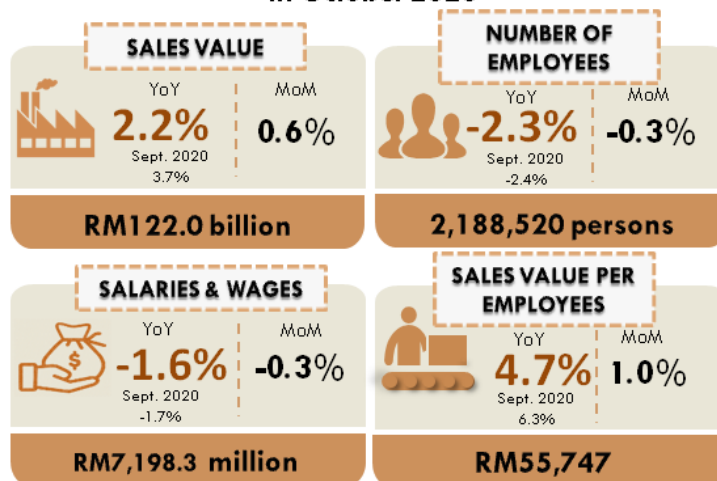 SALES VALUE
YoY
2.2%
Sept. 2020
3.7%
MoM
0.6%
RM122.0 billion
NUMBER OF
EMPLOYEES
YoY
-2.3%
Sept. 2020
-2.4%
MoM
-0.3%
2,188,520 persons
SALARIES & WAGES
YoY
-1.6%
Sept. 2020
-1.7%
MoM
-0.3%
$
RM7,198.3 million
SALES VALUE PER
EMPLOYEES
YoY
4.7%
Sept. 2020
6.3%
MoM
1.0%
RM55,747